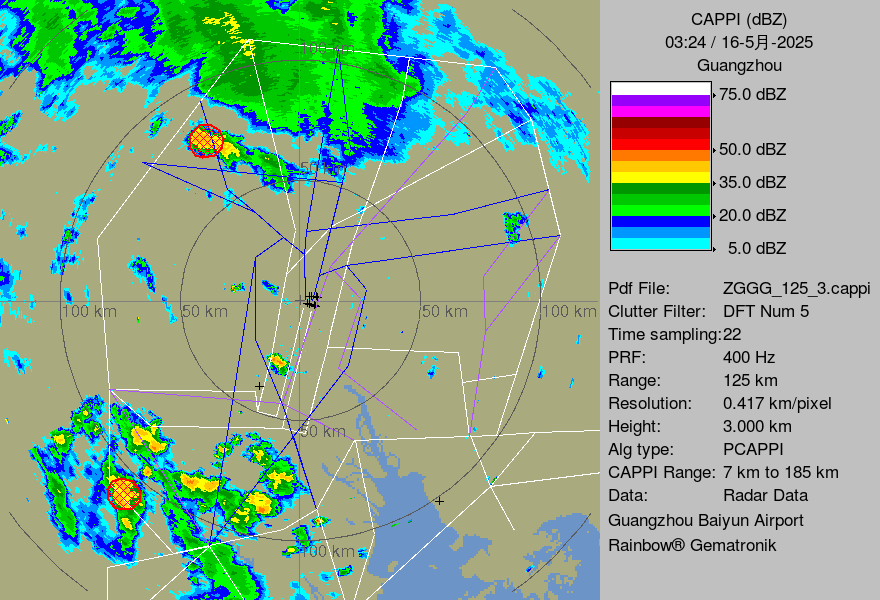 CAPPI (dBZ)
03:24 / 16-5月-2025
Guangzhou
75.0 dBZ
50.0 dBZ
35.0 dBZ
20.0 dBZ
5.0 dBZ
Pdf File: ZGGG_125_3.cappi
Clutter Filter: DFT Num 5
Time sampling:22
PRF: 400 Hz
Range: 125 km
Resolution: 0.417 km/pixel
Height: 3.000 km
Alg type: PCAPPI
CAPPI Range: 7 km to 185 km
Data: Radar Data
Guangzhou Baiyun Airport
Rainbow® Gematronik
100 km
50 km
100 km
50 km
50 km
100 km
50 km
100 km